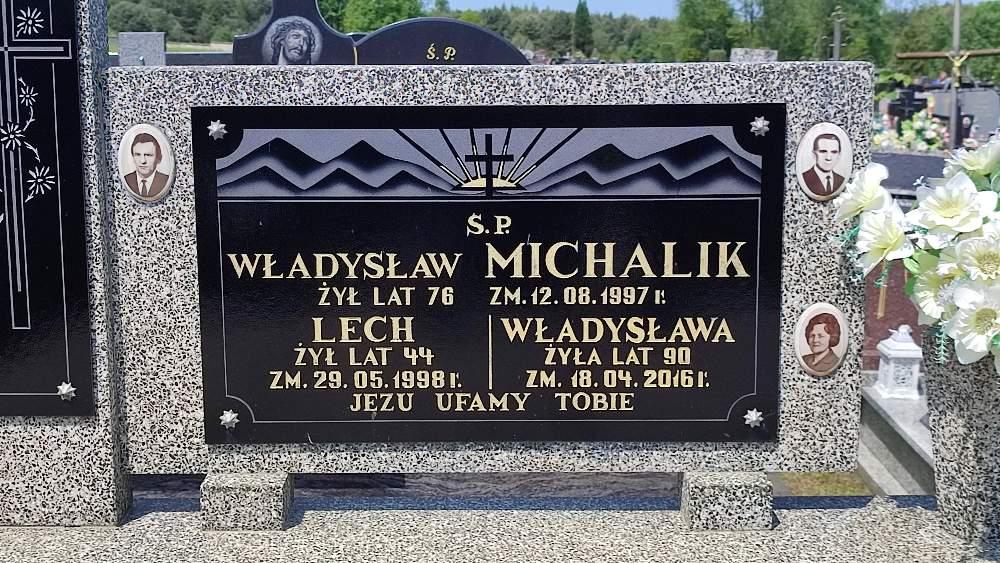 Ś.P.
Ś.P.
WŁADYSŁAW MICHALIK
ŻYŁ LAT 76 ZM. 12.08.1997 r.
LECH
ŻYŁ LAT 44
ZM. 29.05.1998 r.
WŁADYSŁAWA
ŻYŁA LAT 90
ZM. 18.04.2016 r.
JEZU UFAMY TOBIE